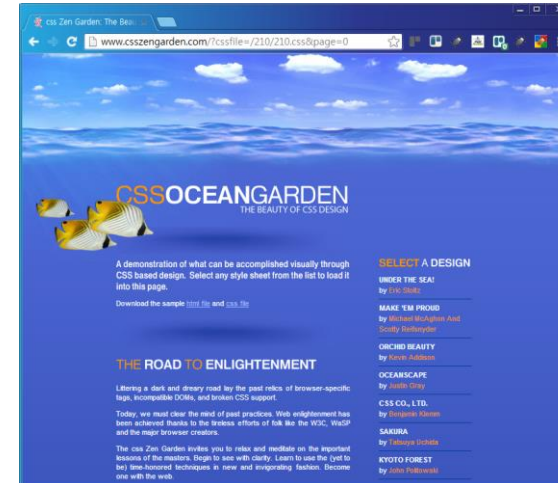 css Zen Garden: The Beau
www.csszengarden.com/?cssfile=/210/210.css&page=0
CSSOCEANGARDEN
THE BEAUTY OF CSS DESIGN
A demonstration of what can be accomplished visually through
CSS based design. Select any style sheet from the list to load it
into this page.
Download the sample html file and css file
THE ROAD TO ENLIGHTENMENT
Littering a dark and dreary road lay the past relics of browser-specific
tags, incompatible DOMs, and broken CSS support.
Today, we must clear the mind of past practices. Web enlightenment has
been achieved thanks to the tireless efforts of folk like the W3C, WaSP
and the major browser creators.
The css Zen Garden invites you to relax and meditate on the important
lessons of the masters. Begin to see with clarity. Learn to use the (yet to
be) time-honored techniques in new and invigorating fashion. Become
one with the web.
SELECT A DESIGN
UNDER THE SEA!
by Eric Stoltz
MAKE 'EM PROUD
by Michael McAghon And
Scotty Reifsnyder
ORCHID BEAUTY
by Kevin Addison
OCEANSCAPE
by Justin Gray
CSS CO., LTD.
by Benjamin Klemm
SAKURA
by Tatsuya Uchida
KYOTO FOREST
by John Politowski